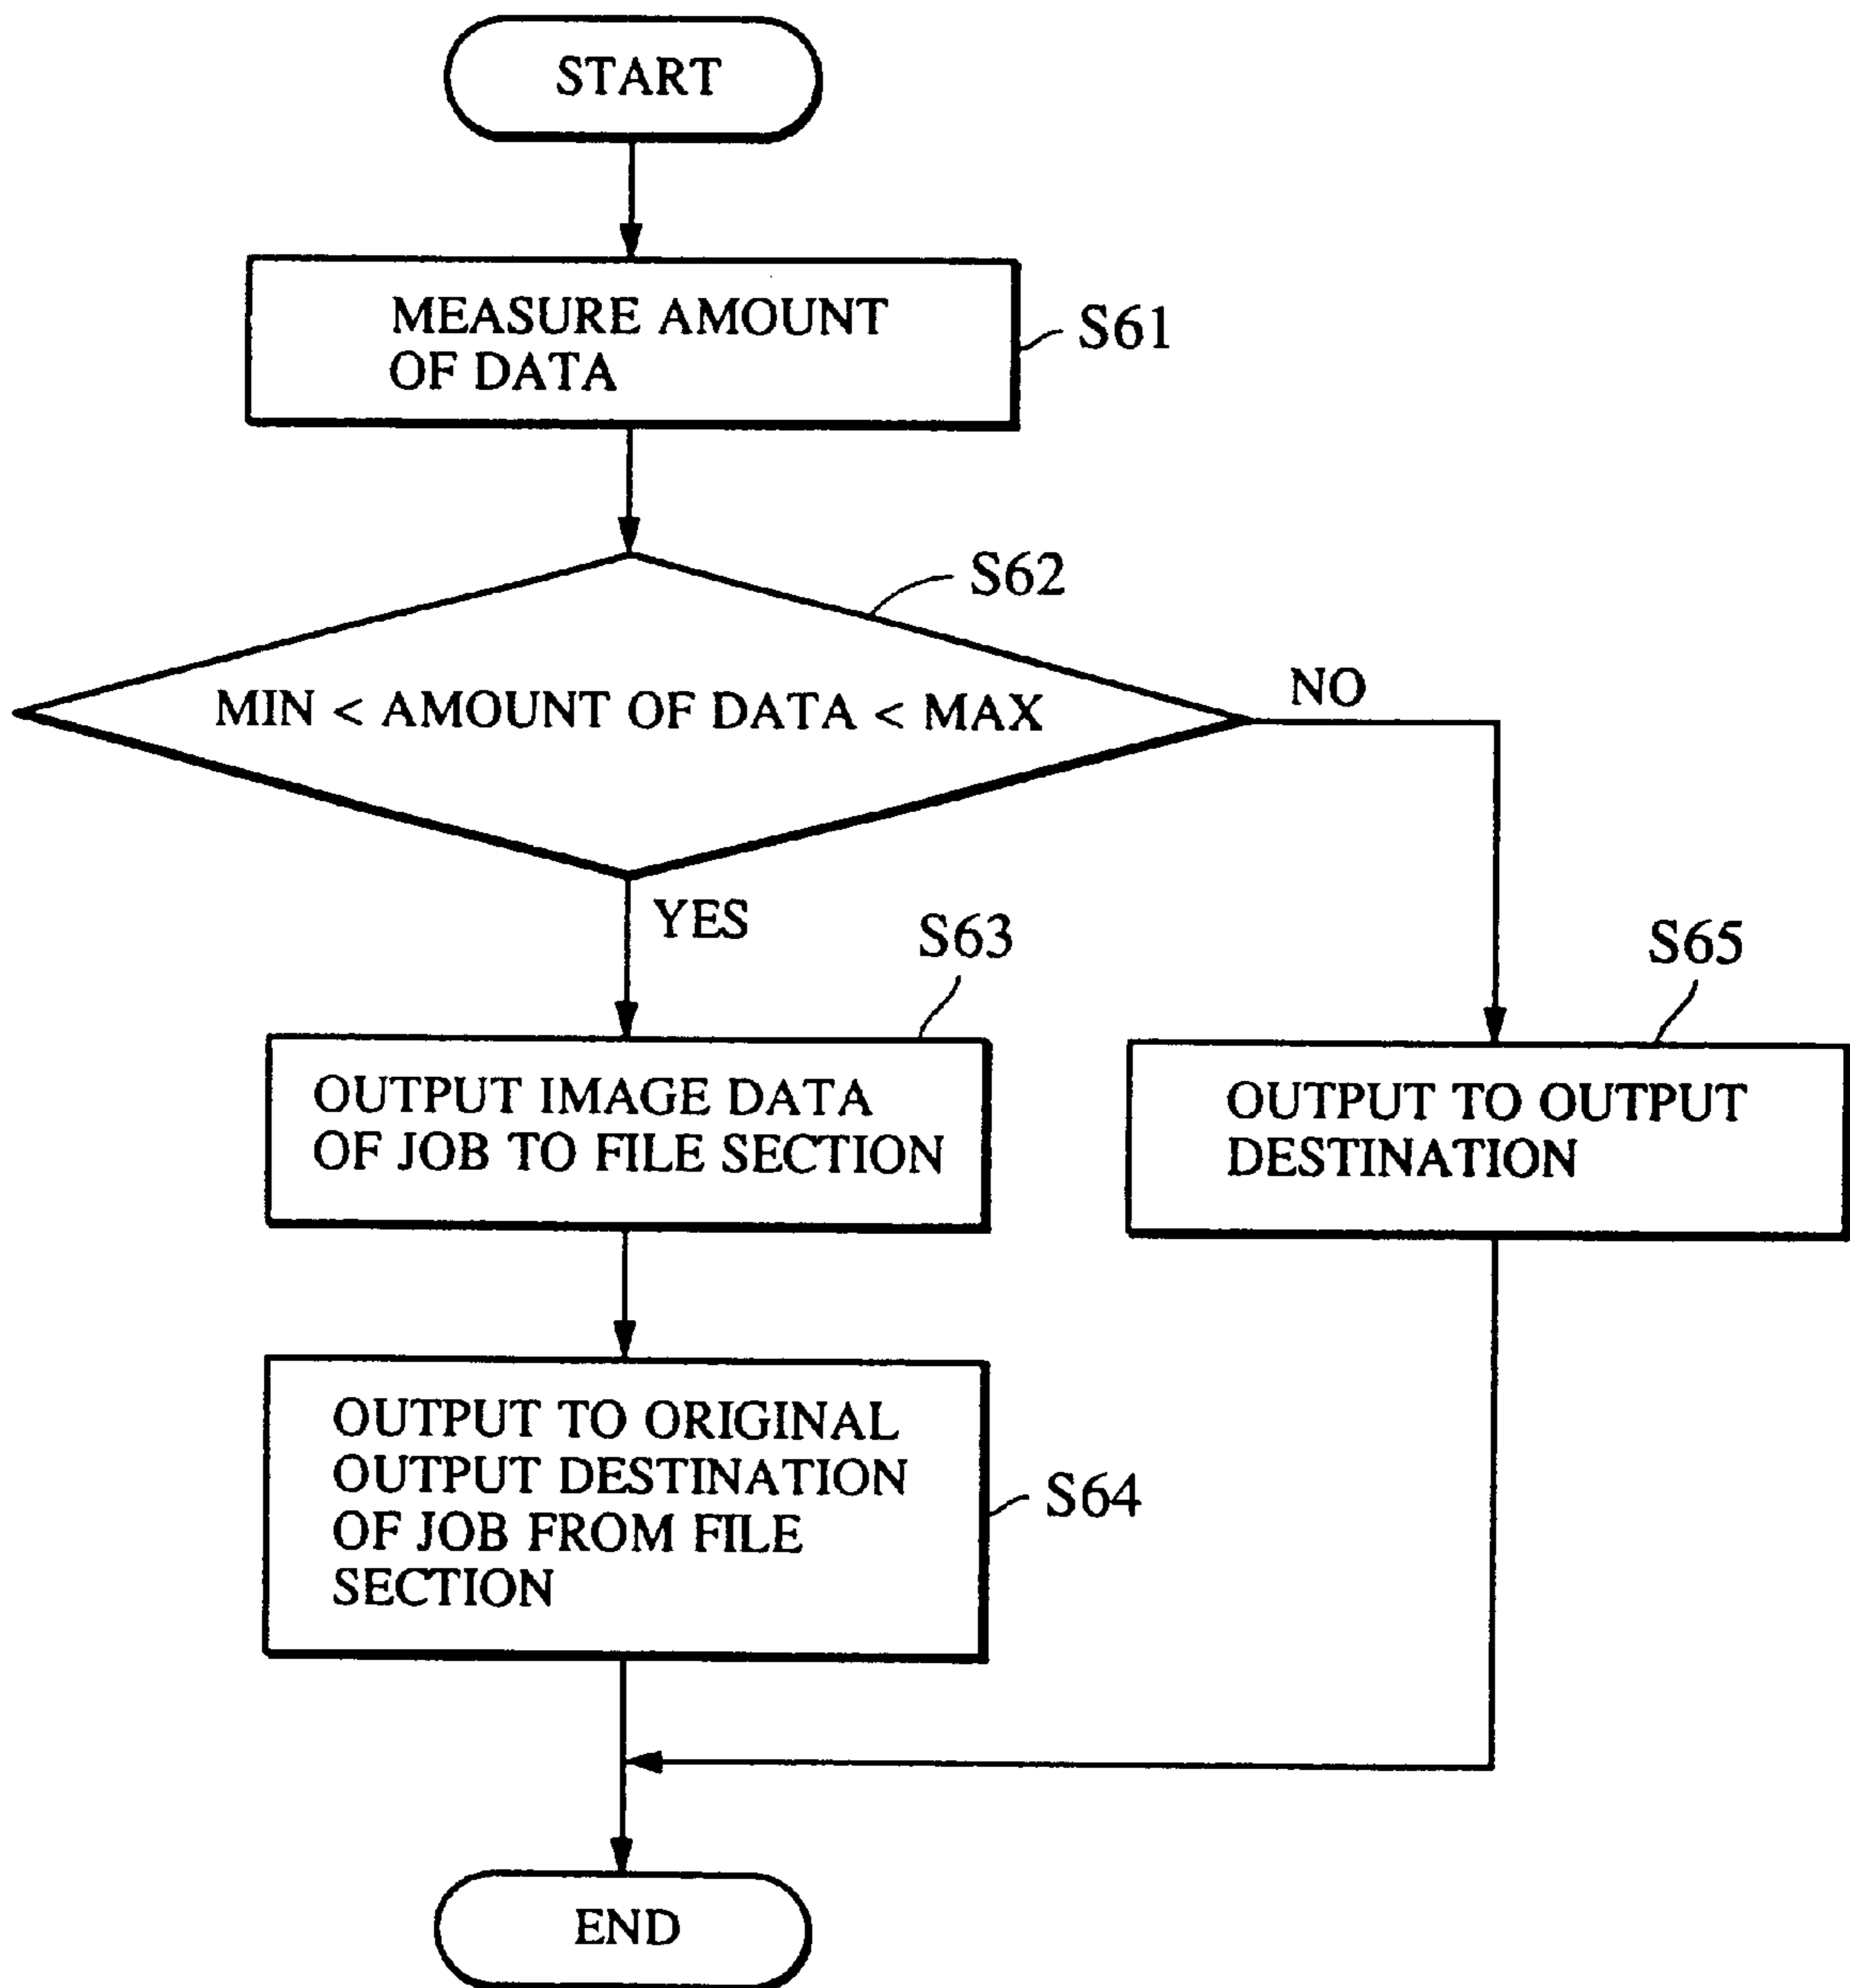 START
MEASURE AMOUNT
OF DATA
S61
S62
MIN < AMOUNT OF DATA < MAX
NO
YES
S63
OUTPUT IMAGE DATA
OF JOB TO FILE SECTION
S65
OUTPUT TO OUTPUT
DESTINATION
OUTPUT TO ORIGINAL
OUTPUT DESTINATION
OF JOB FROM FILE
SECTION
S64
END